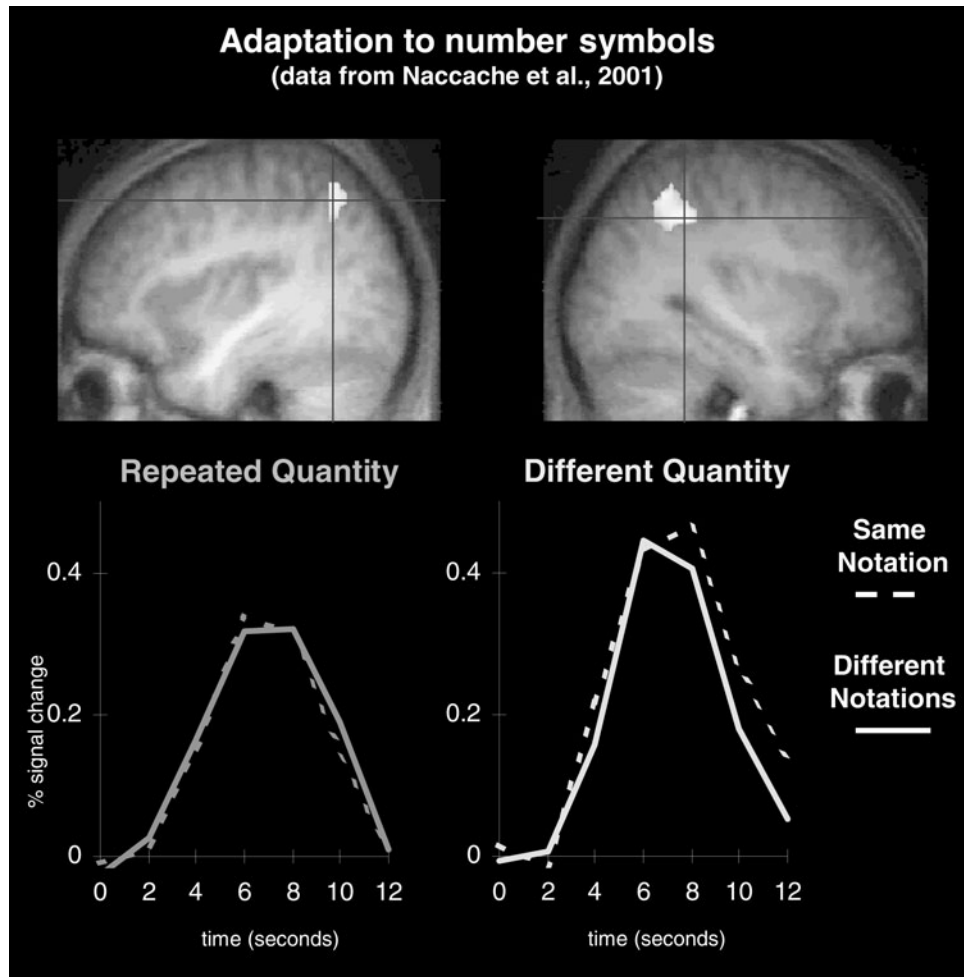 Adaptation to number symbols
(data from Naccache et al., 2001)
Repeated Quantity
Different Quantity
Same
Notation
Different
Notations
% signal change
0.4
0.2
0
0 2 4 6 8 10 12
time (seconds)
0.4
0.2
0
0 2 4 6 8 10 12
time (seconds)